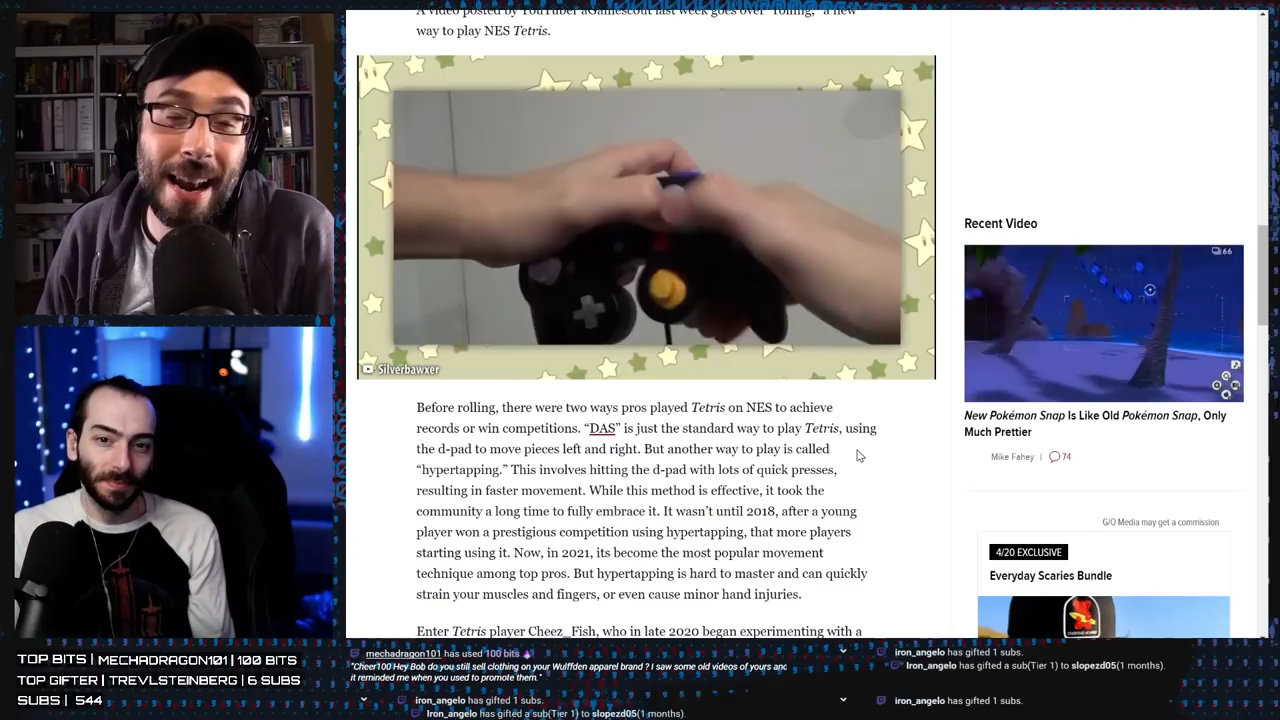 A video posted by YouTuber aGamescout last week goes over "rolling," a new
way to play NES Tetris.
Silverbawxer
Before rolling, there were two ways pros played Tetris on NES to achieve
records or win competitions. “DAS” is just the standard way to play Tetris, using
the d-pad to move pieces left and right. But another way to play is called
“hypertapping.” This involves hitting the d-pad with lots of quick presses,
resulting in faster movement. While this method is effective, it took the
community a long time to fully embrace it. It wasn’t until 2018, after a young
player won a prestigious competition using hypertapping, that more players
starting using it. Now, in 2021, its become the most popular movement
technique among top pros. But hypertapping is hard to master and can quickly
strain your muscles and fingers, or even cause minor hand injuries.
Enter Tetris player Cheez_Fish, who in late 2020 began experimenting with a
Recent Video
66
New Pokémon Snap Is Like Old Pokémon Snap, Only
Much Prettier
Mike Fahey | 74
G/O Media may get a commission
4/20 EXCLUSIVE
Everyday Scaries Bundle
TOP BITS | MECHADRAGON101 | 100 BITS
TOP GIFTER | TREVLSTEINBERG | 6 SUBS
SUBS | 544
mechadragon101 has used 100 bits
"Cheer100 Hey Bob do you still sell clothing on your Wulffden apparel brand ? I saw some old videos of yours and
it reminded me when you used to promote them."
iron_angelo has gifted 1 subs.
Iron_angelo has gifted a sub(Tier 1) to slopezd05(1 months).
iron_angelo has gifted 1 subs.
Iron_angelo has gifted a sub(Tier 1) to slopezd05(1 months).
iron_angelo has gifted 1 subs.